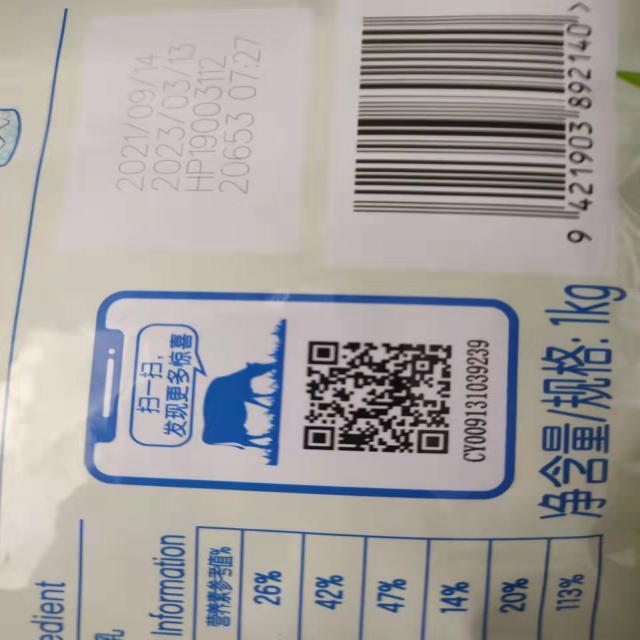 2021/09/14
2023/03/13
HP19003112
20653 07:27
9 421903 892140 >
扫一扫,
发现更多惊喜
CY009131039239
净含量/规格: 1kg
edient
乳
Information
营养素参考值%
26%
42%
47%
14%
20%
113%